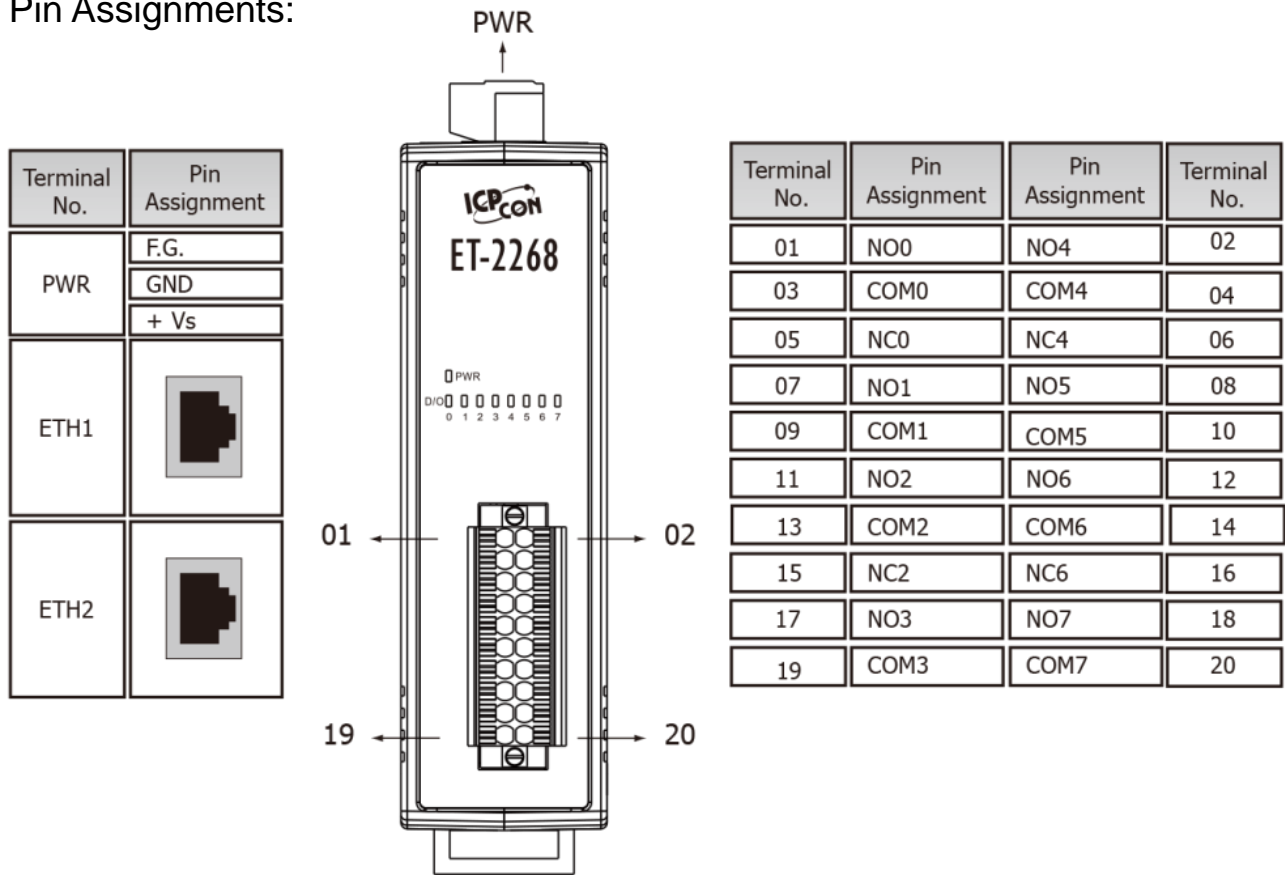 Pin Assignments:
PWR
Terminal No. Pin Assignment
PWR F.G.
GND
+ Vs
ETH1
ETH2
ICP CON
ET-2268
PWR
D/O
0 1 2 3 4 5 6 7
01 02
19 20
Terminal No. Pin Assignment Pin Assignment Terminal No.
01 NO0 NO4 02
03 COM0 COM4 04
05 NC0 NC4 06
07 NO1 NO5 08
09 COM1 COM5 10
11 NO2 NO6 12
13 COM2 COM6 14
15 NC2 NC6 16
17 NO3 NO7 18
19 COM3 COM7 20